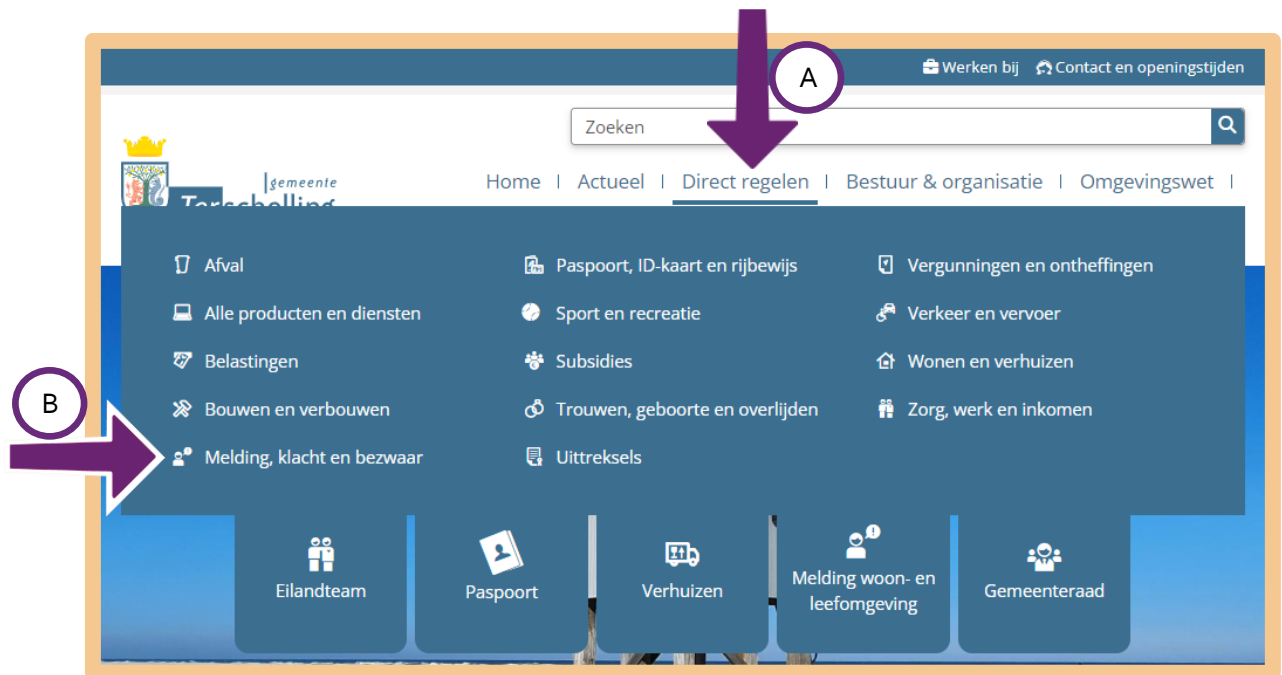 A
Werken bij Contact en openingstijden
Zoeken
gemeente
Terschelling
Home | Actueel | Direct regelen | Bestuur & organisatie | Omgevingswet |
Afval
Paspoort, ID-kaart en rijbewijs
Vergunningen en ontheffingen
Alle producten en diensten
Sport en recreatie
Verkeer en vervoer
Belastingen
Subsidies
Wonen en verhuizen
B
Bouwen en verbouwen
Trouwen, geboorte en overlijden
Zorg, werk en inkomen
Melding, klacht en bezwaar
Uittreksels
Eilandteam
Paspoort
Verhuizen
Melding woon- en
leefomgeving
Gemeenteraad